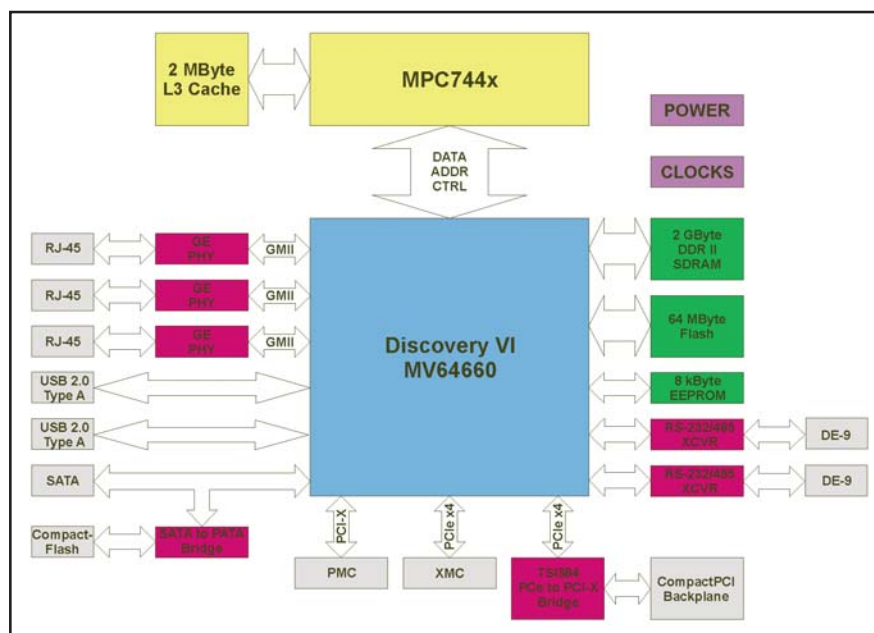 2 MByte
L3 Cache
MPC744x
POWER
CLOCKS
DATA
ADDR
CTRL
RJ-45
GE
PHY
GMII
RJ-45
GE
PHY
GMII
RJ-45
GE
PHY
GMII
USB 2.0
Type A
USB 2.0
Type A
SATA
Compact-
Flash
SATA to PATA
Bridge
Discovery VI
MV64660
2 GByte
DDR II
SDRAM
64 MByte
Flash
8 kByte
EEPROM
RS-232/485
XCVR
DE-9
RS-232/485
XCVR
DE-9
PCI-X
PCIe x4
PCIe x4
PMC
XMC
TSI384
PCe to PCI-X
Bridge
CompactPCI
Backplane